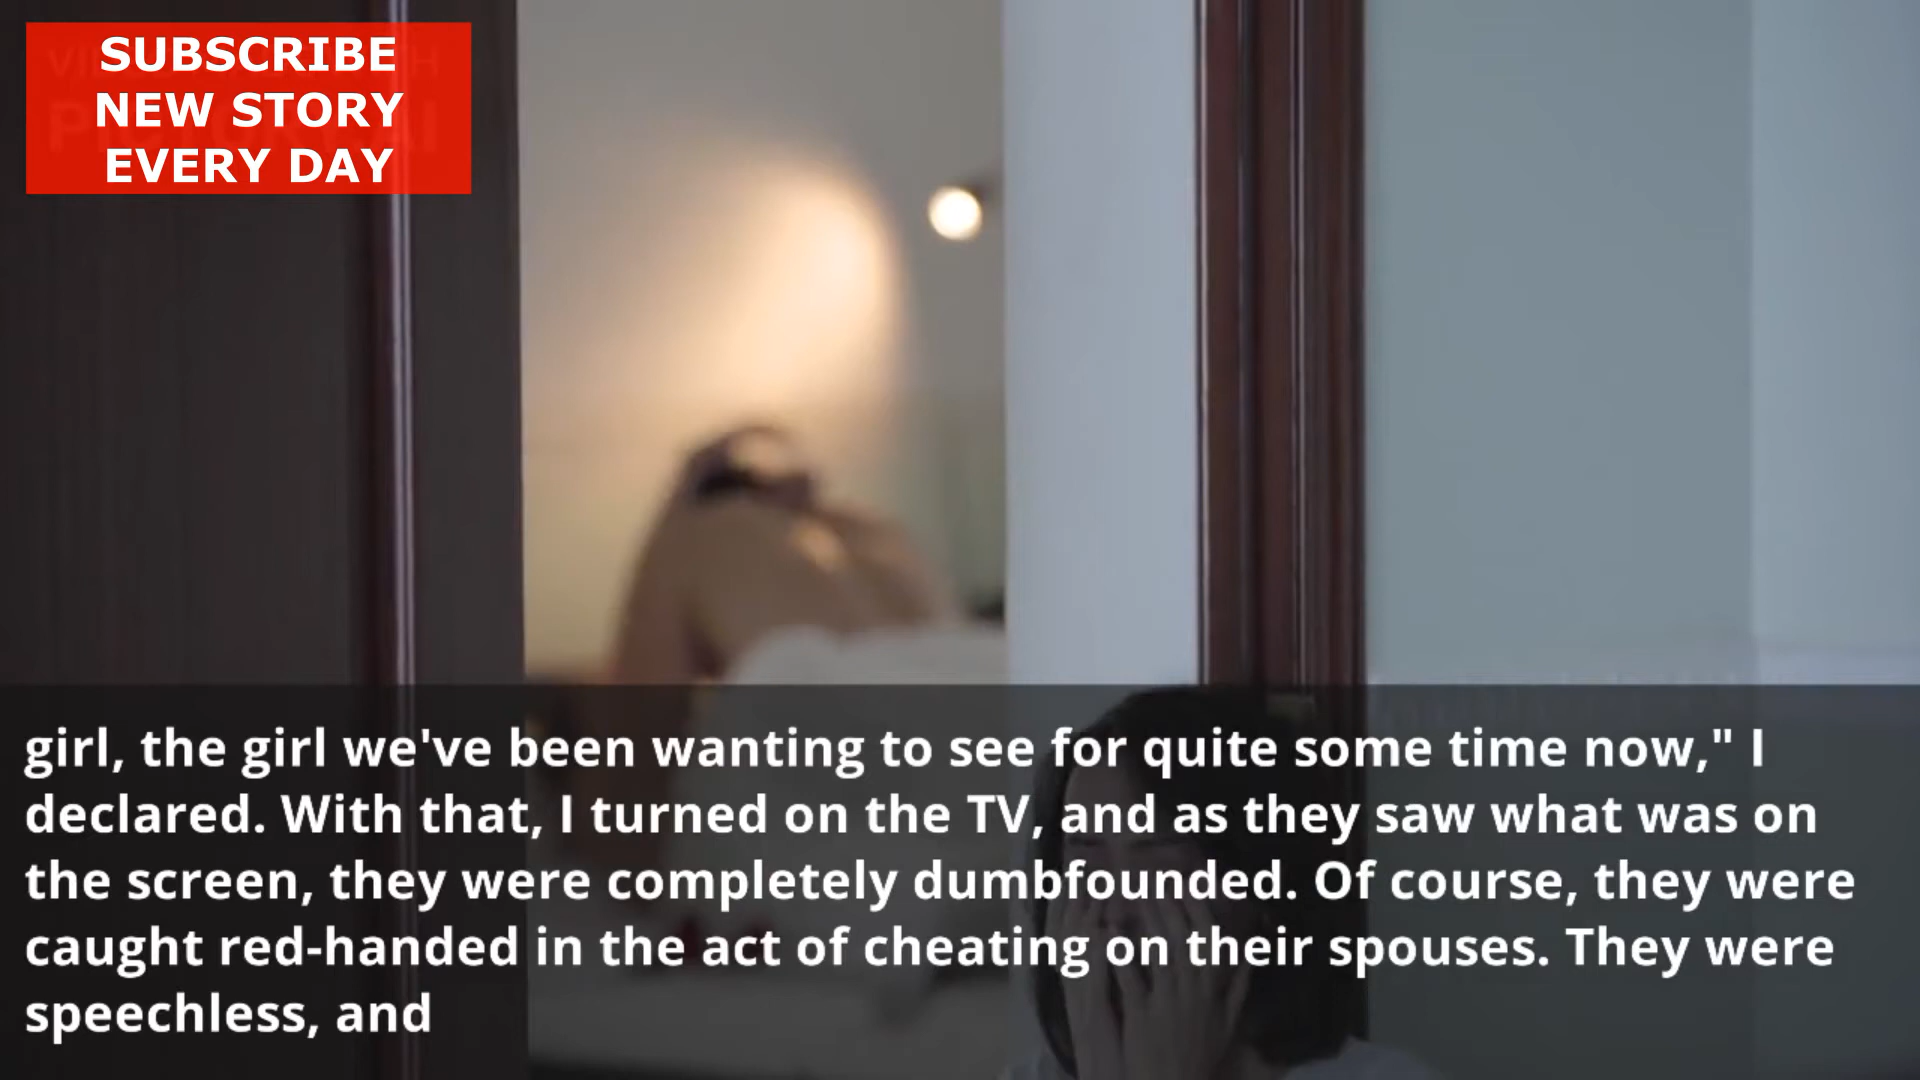 SUBSCRIBE
NEW STORY
EVERY DAY
girl, the girl we've been wanting to see for quite some time now," I
declared. With that, I turned on the TV, and as they saw what was on
the screen, they were completely dumbfounded. Of course, they were
caught red-handed in the act of cheating on their spouses. They were
speechless, and